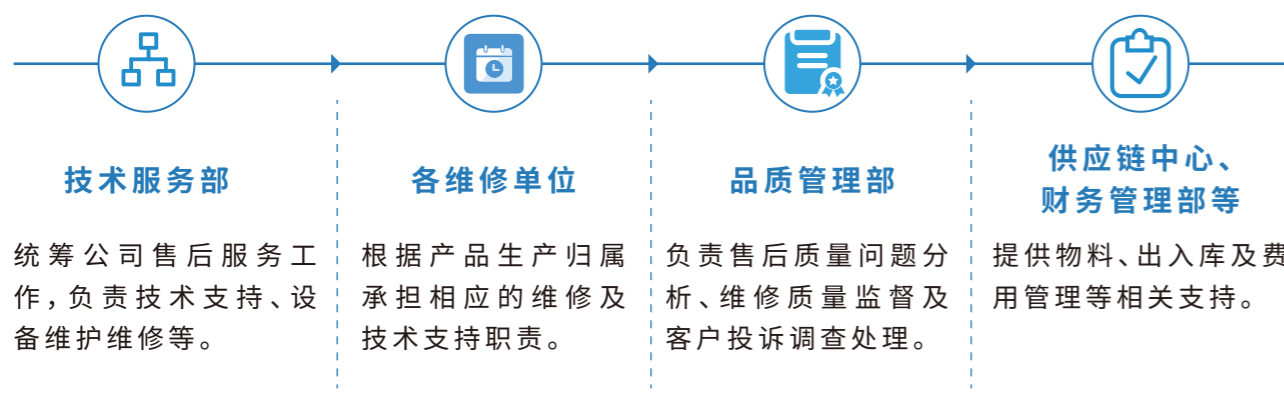 技术服务部
统筹公司售后服务工
作，负责技术支持、设
备维护维修等。
各维修单位
根据产品生产归属
承担相应的维修及
技术支持职责。
品质管理部
负责售后质量问题分
析、维修质量监督及
客户投诉调查处理。
供应链中心、
财务管理部等
提供物料、出入库及费
用管理等相关支持。